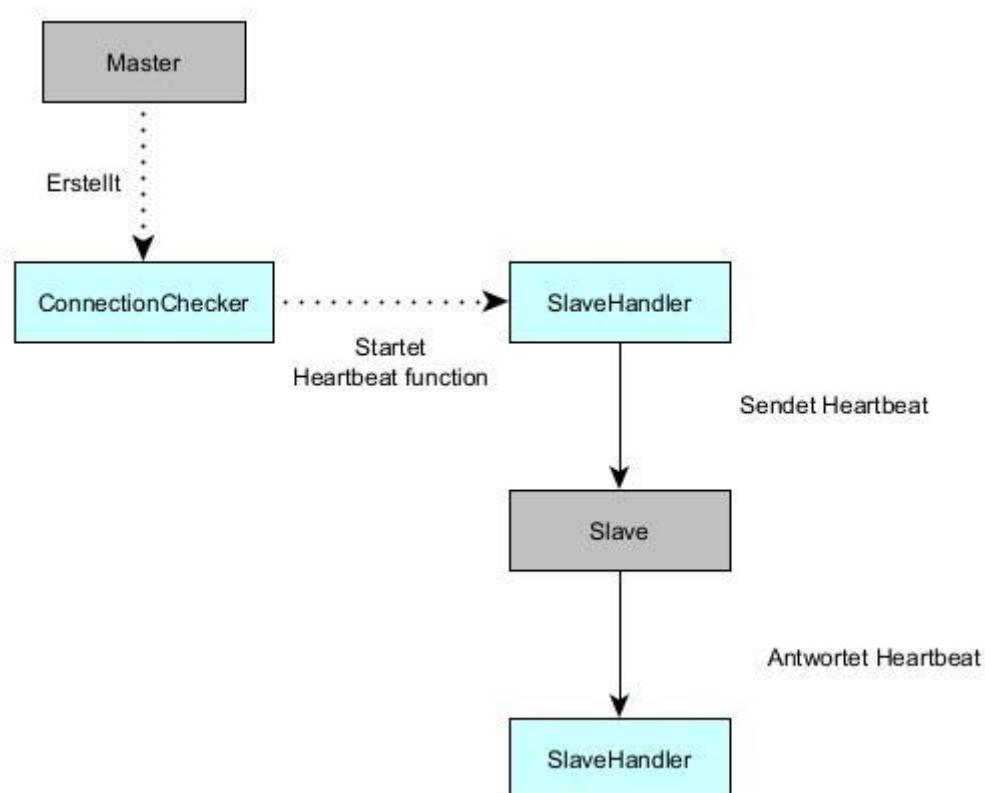 Master
Erstellt
ConnectionChecker
SlaveHandler
Startet
Heartbeat function
Sendet Heartbeat
Slave
Antwortet Heartbeat
SlaveHandler